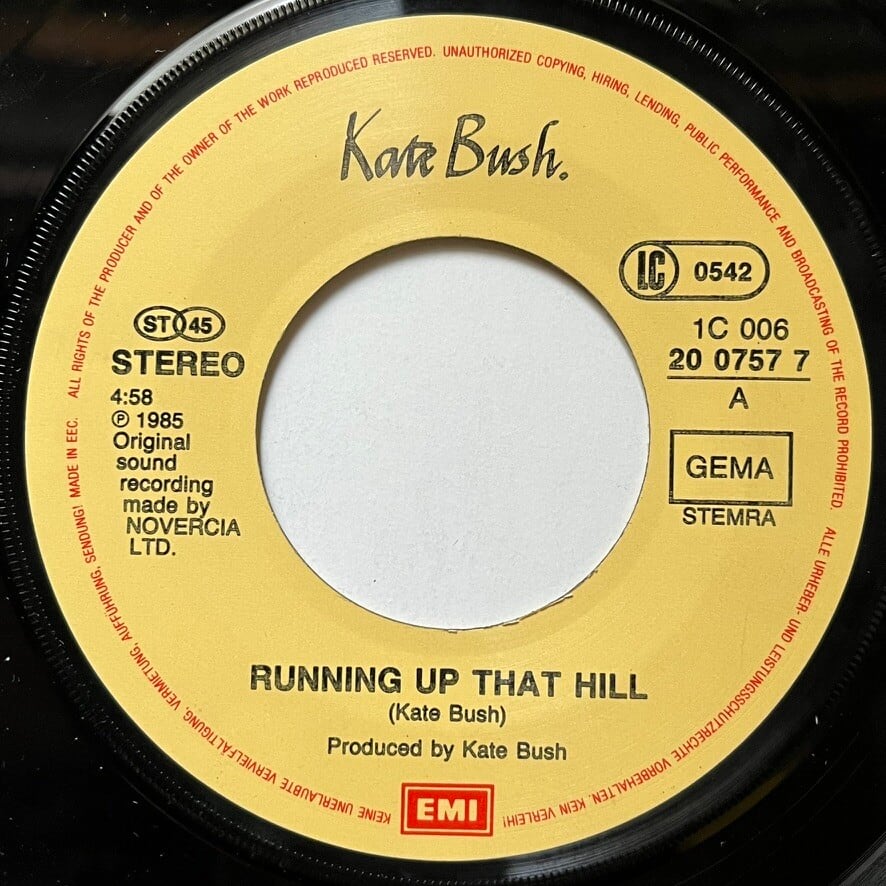 ALL RIGHTS OF THE PRODUCER AND OF THE OWNER OF THE WORK REPRODUCED RESERVED. UNAUTHORIZED COPYING, HIRING, LENDING, PUBLIC PERFORMANCE AND BROADCASTING OF THE RECORD PROHIBITED.
Kate Bush.
LC 0542
ST 45
STEREO
4:58
℗ 1985
Original
sound
recording
made by
NOVERCIA
LTD.
1C 006
20 0757 7
A
GEMA
STEMRA
RUNNING UP THAT HILL
(Kate Bush)
Produced by Kate Bush
EMI
ALLE URHEBER- UND LEISTUNGSSCHUTZRECHTE VORBEHALTEN. KEIN VERLEIH!
KEINE UNERLAUBTE VERVIELFÄLTIGUNG, VERMIETUNG, AUFFÜHRUNG, SENDUNG! MADE IN EEC.